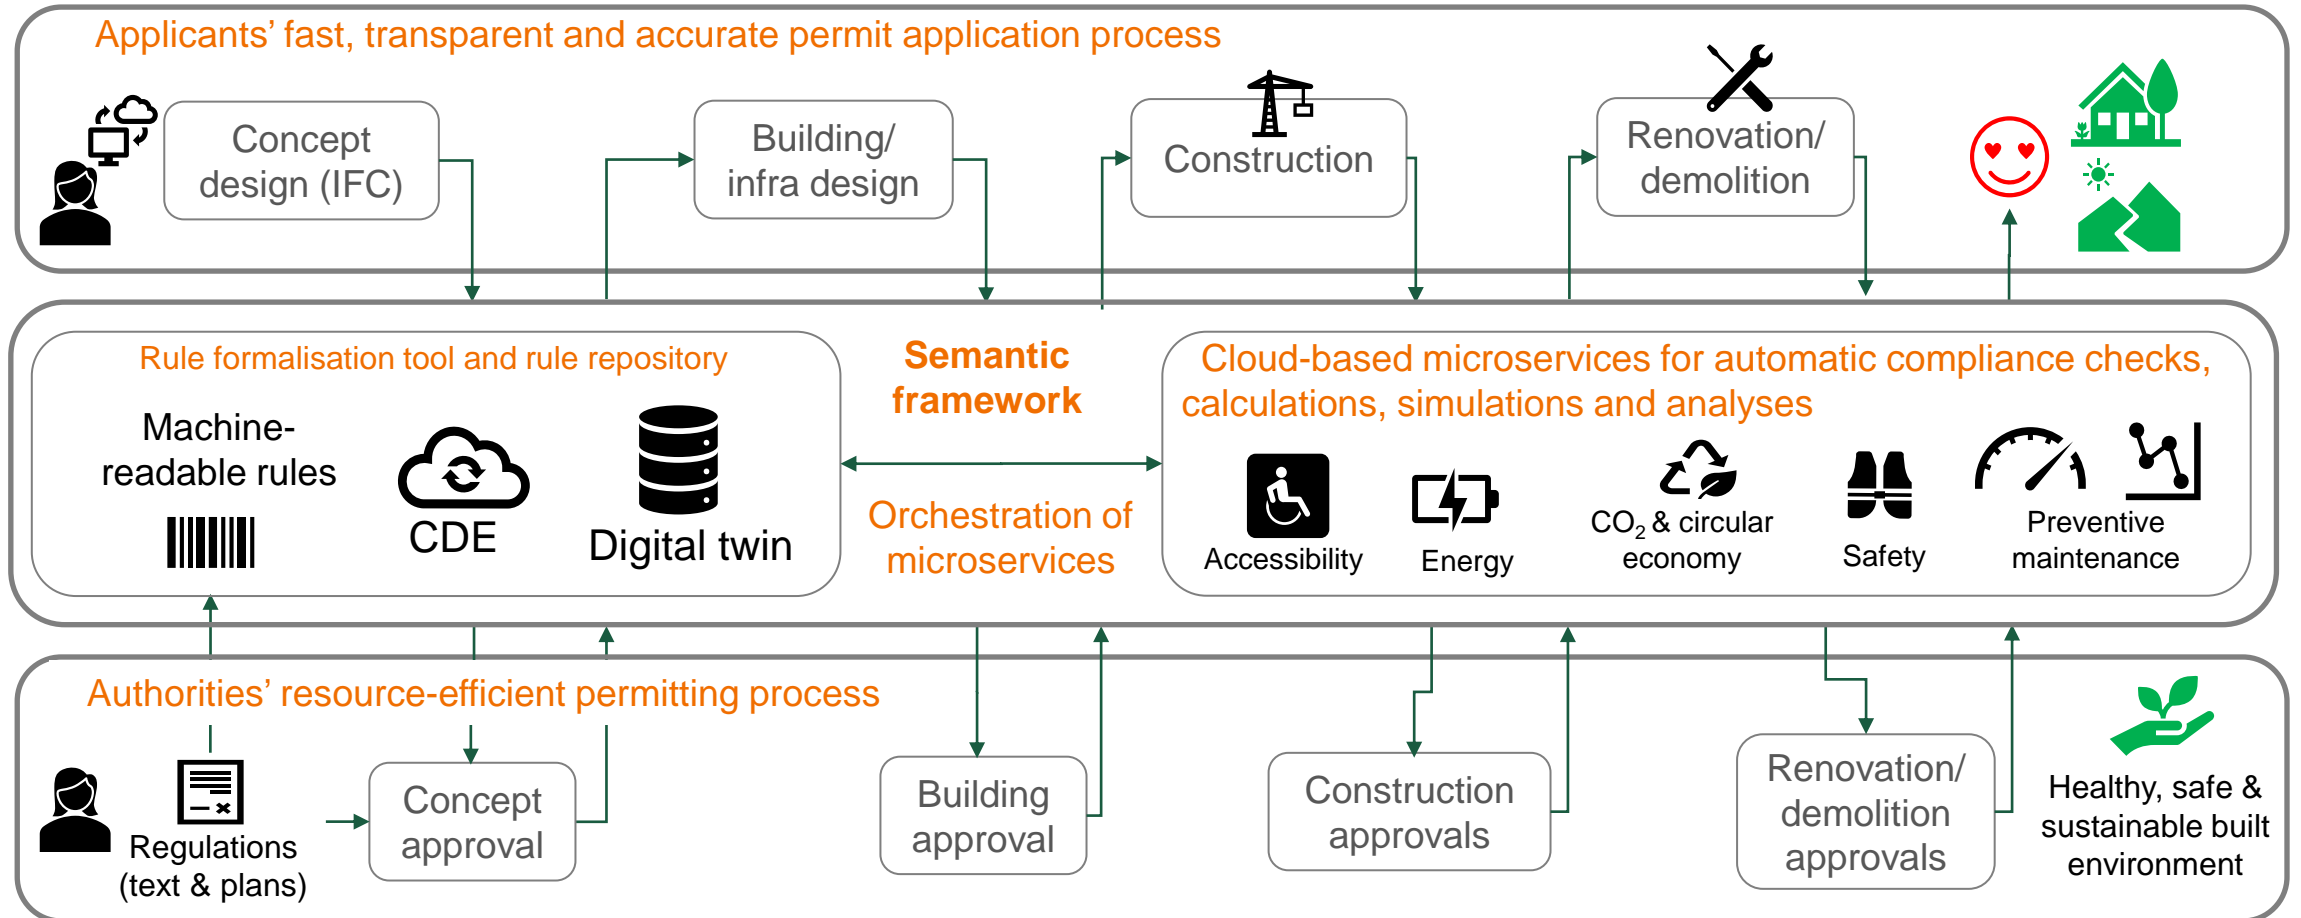 Applicants’ fast, transparent and accurate permit application process
Concept
design (IFC)
Building/
infra design
Construction
Renovation/
demolition
Rule formalisation tool and rule repository
Machine-
readable rules
CDE
Digital twin
Semantic
framework
Orchestration of
microservices
Cloud-based microservices for automatic compliance checks,
calculations, simulations and analyses
Accessibility
Energy
CO₂ & circular
economy
Safety
Preventive
maintenance
Authorities’ resource-efficient permitting process
Regulations
(text & plans)
Concept
approval
Building
approval
Construction
approvals
Renovation/
demolition
approvals
Healthy, safe &
sustainable built
environment